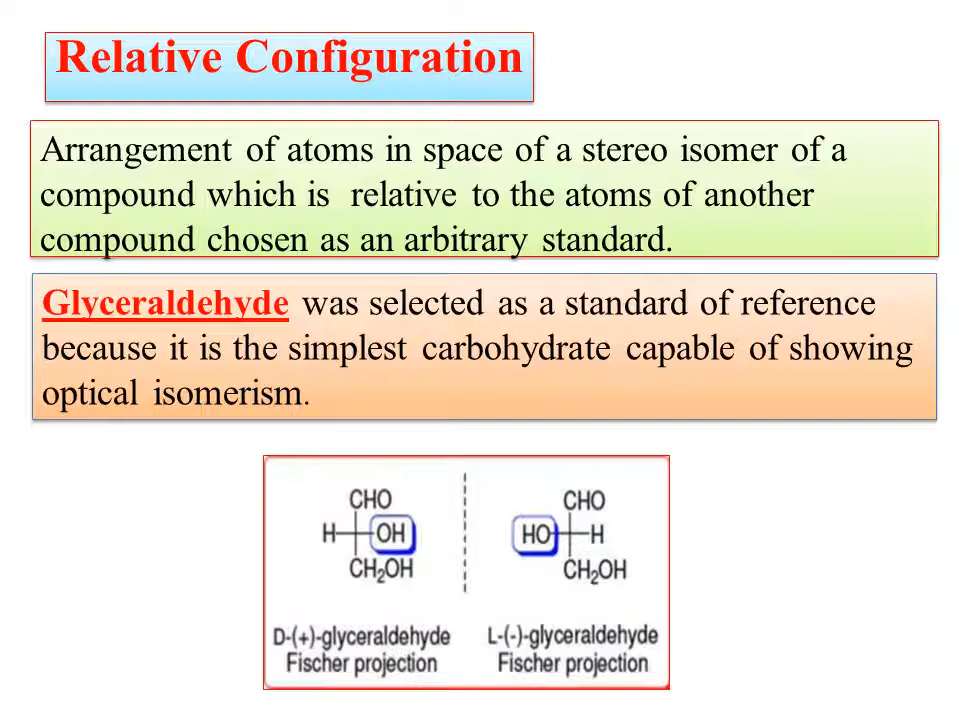 Relative Configuration
Arrangement of atoms in space of a stereo isomer of a
compound which is relative to the atoms of another
compound chosen as an arbitrary standard.
Glyceraldehyde was selected as a standard of reference
because it is the simplest carbohydrate capable of showing
optical isomerism.
CHO
H OH
CH₂OH
D-(+)-glyceraldehyde
Fischer projection
CHO
HO H
CH₂OH
L-(-)-glyceraldehyde
Fischer projection